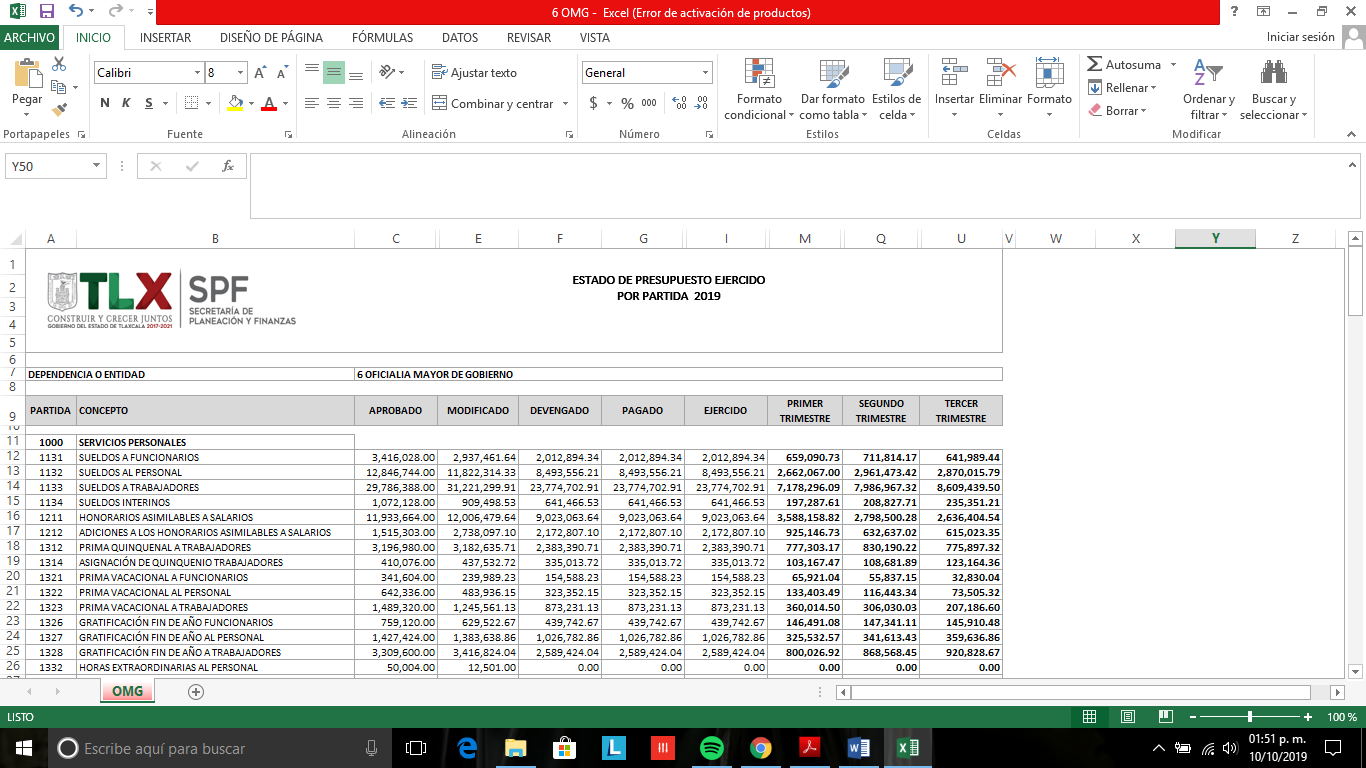 6 OMG - Excel (Error de activación de productos)
ARCHIVO INICIO INSERTAR DISEÑO DE PÁGINA FÓRMULAS DATOS REVISAR VISTA Iniciar sesión
Calibri 8 Ajustar texto General Autosuma
Pegar N K S Combinar y centrar $ % 000 Formato condicional Dar formato como tabla Estilos de celda Insertar Eliminar Formato Rellenar Borrar Ordenar y filtrar Buscar y seleccionar
Portapapeles Fuente Alineación Número Estilos Celdas Modificar
Y50 fx
A B C E F G I M Q U V W X Y Z
1
2 ESTADO DE PRESUPUESTO EJERCIDO
3 POR PARTIDA 2019
TLX SPF
SECRETARÍA DE
PLANEACIÓN Y FINANZAS
CONSTRUIR Y CRECER JUNTOS
GOBIERNO DEL ESTADO DE TLAXCALA 2017-2021
4
5
6
7 DEPENDENCIA O ENTIDAD 6 OFICIALIA MAYOR DE GOBIERNO
8
9 PARTIDA CONCEPTO APROBADO MODIFICADO DEVENGADO PAGADO EJERCIDO PRIMER TRIMESTRE SEGUNDO TRIMESTRE TERCER TRIMESTRE
10
11 1000 SERVICIOS PERSONALES
12 1131 SUELDOS A FUNCIONARIOS 3,416,028.00 2,937,461.64 2,012,894.34 2,012,894.34 2,012,894.34 659,090.73 711,814.17 641,989.44
13 1132 SUELDOS AL PERSONAL 12,846,744.00 11,822,314.33 8,493,556.21 8,493,556.21 8,493,556.21 2,662,067.00 2,961,473.42 2,870,015.79
14 1133 SUELDOS A TRABAJADORES 29,786,388.00 31,221,299.91 23,774,702.91 23,774,702.91 23,774,702.91 7,178,296.09 7,986,967.32 8,609,439.50
15 1134 SUELDOS INTERINOS 1,072,128.00 909,498.53 641,466.53 641,466.53 641,466.53 197,287.61 208,827.71 235,351.21
16 1211 HONORARIOS ASIMILABLES A SALARIOS 11,933,664.00 12,006,479.64 9,023,063.64 9,023,063.64 9,023,063.64 3,588,158.82 2,798,500.28 2,636,404.54
17 1212 ADICIONES A LOS HONORARIOS ASIMILABLES A SALARIOS 1,515,303.00 2,738,097.10 2,172,807.10 2,172,807.10 2,172,807.10 925,146.73 632,637.02 615,023.35
18 1312 PRIMA QUINQUENAL A TRABAJADORES 3,196,980.00 3,182,635.71 2,383,390.71 2,383,390.71 2,383,390.71 777,303.17 830,190.22 775,897.32
19 1314 ASIGNACIÓN DE QUINQUENIO TRABAJADORES 410,076.00 437,532.72 335,013.72 335,013.72 335,013.72 103,167.47 108,681.89 123,164.36
20 1321 PRIMA VACACIONAL A FUNCIONARIOS 341,604.00 239,989.23 154,588.23 154,588.23 154,588.23 65,921.04 55,837.15 32,830.04
21 1322 PRIMA VACACIONAL AL PERSONAL 642,336.00 483,936.15 323,352.15 323,352.15 323,352.15 133,403.49 116,443.34 73,505.32
22 1323 PRIMA VACACIONAL A TRABAJADORES 1,489,320.00 1,245,561.13 873,231.13 873,231.13 873,231.13 360,014.50 306,030.03 207,186.60
23 1326 GRATIFICACIÓN FIN DE AÑO FUNCIONARIOS 759,120.00 629,522.67 439,742.67 439,742.67 439,742.67 146,491.08 147,341.11 145,910.48
24 1327 GRATIFICACIÓN FIN DE AÑO AL PERSONAL 1,427,424.00 1,383,638.86 1,026,782.86 1,026,782.86 1,026,782.86 325,532.57 341,613.43 359,636.86
25 1328 GRATIFICACIÓN FIN DE AÑO A TRABAJADORES 3,309,600.00 3,416,824.04 2,589,424.04 2,589,424.04 2,589,424.04 800,026.92 868,568.45 920,828.67
26 1332 HORAS EXTRAORDINARIAS AL PERSONAL 50,004.00 12,501.00 0.00 0.00 0.00 0.00 0.00 0.00
OMG
LISTO 100 %
Escribe aquí para buscar 01:51 p. m.
10/10/2019